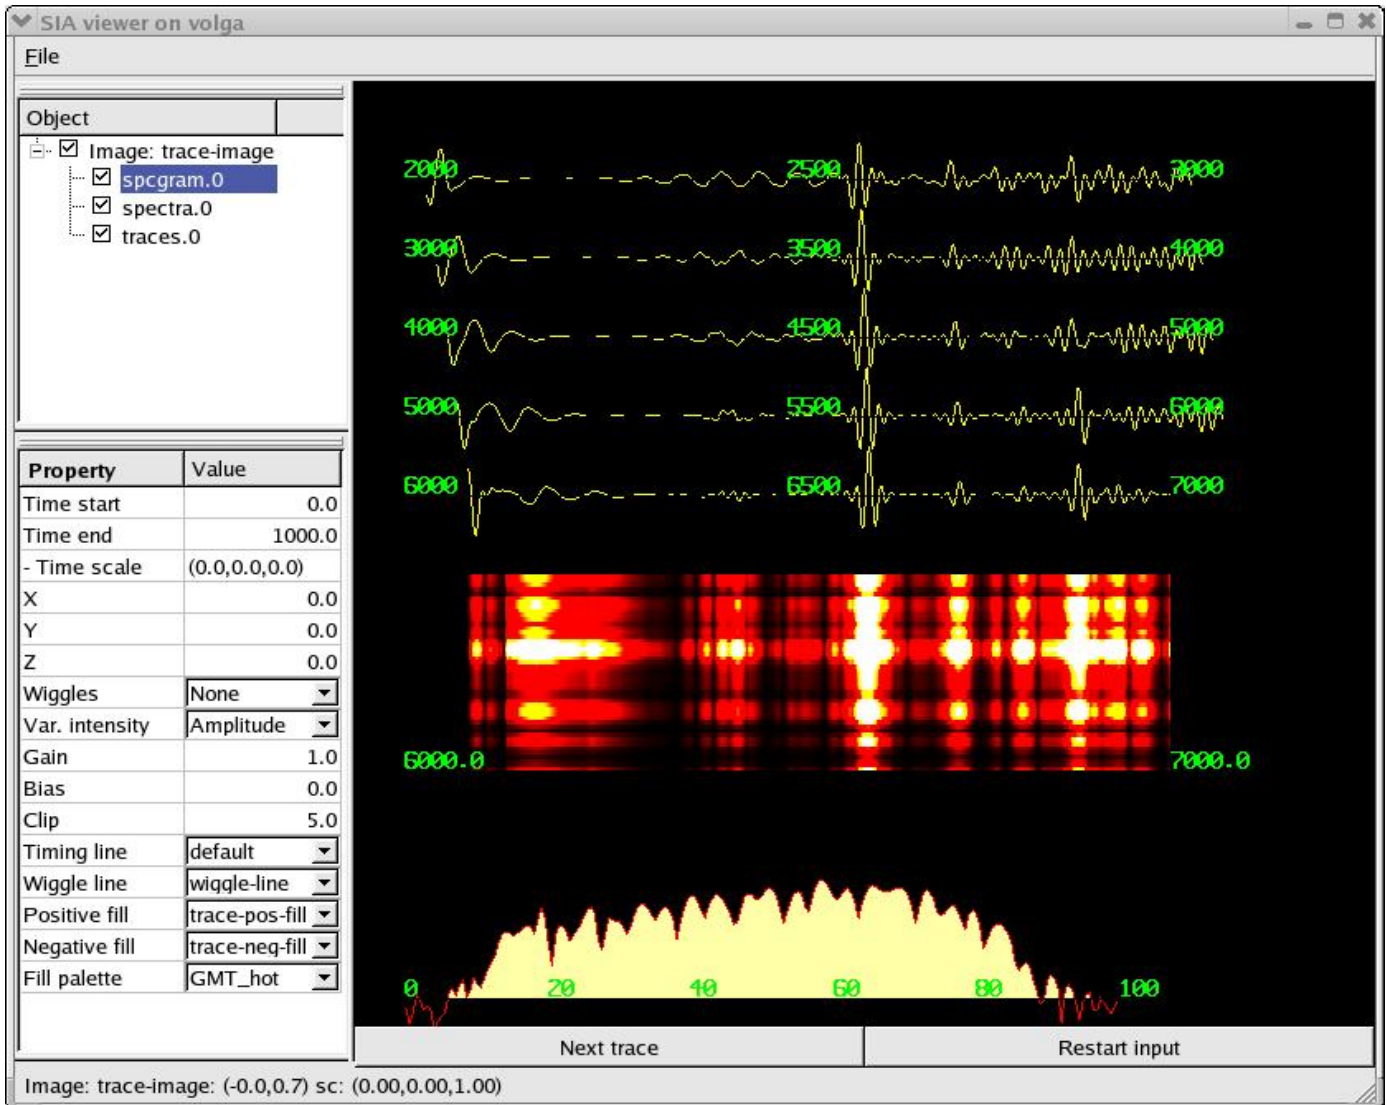 SIA viewer on volga
File
Object
Image: trace-image
spcgram.0
spectra.0
traces.0
Property Value
Time start 0.0
Time end 1000.0
- Time scale (0.0,0.0,0.0)
X 0.0
Y 0.0
Z 0.0
Wiggles None
Var. intensity Amplitude
Gain 1.0
Bias 0.0
Clip 5.0
Timing line default
Wiggle line wiggle-line
Positive fill trace-pos-fill
Negative fill trace-neg-fill
Fill palette GMT_hot
2000 2500 3000
3000 3500 4000
4000 4500 5000
5000 5500 6000
6000 6500 7000
6000.0 7000.0
0 20 40 60 80 100
Next trace Restart input
Image: trace-image: (-0.0,0.7) sc: (0.00,0.00,1.00)